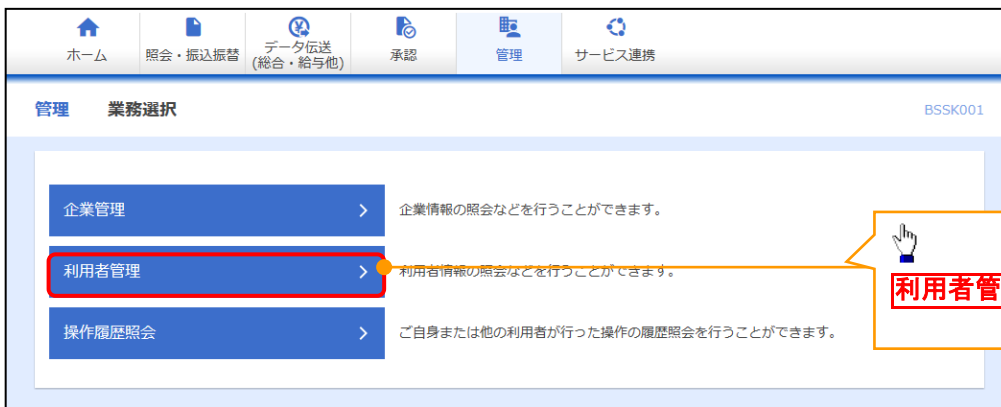 ホーム
照会・振込振替
データ伝送
(総合・給与他)
承認
管理
サービス連携
管理 業務選択
BSSK001
企業管理
企業情報の照会などを行うことができます。
利用者管理
利用者情報の照会などを行うことができます。
利用者管
操作履歴照会
ご自身または他の利用者が行った操作の履歴照会を行うことができます。